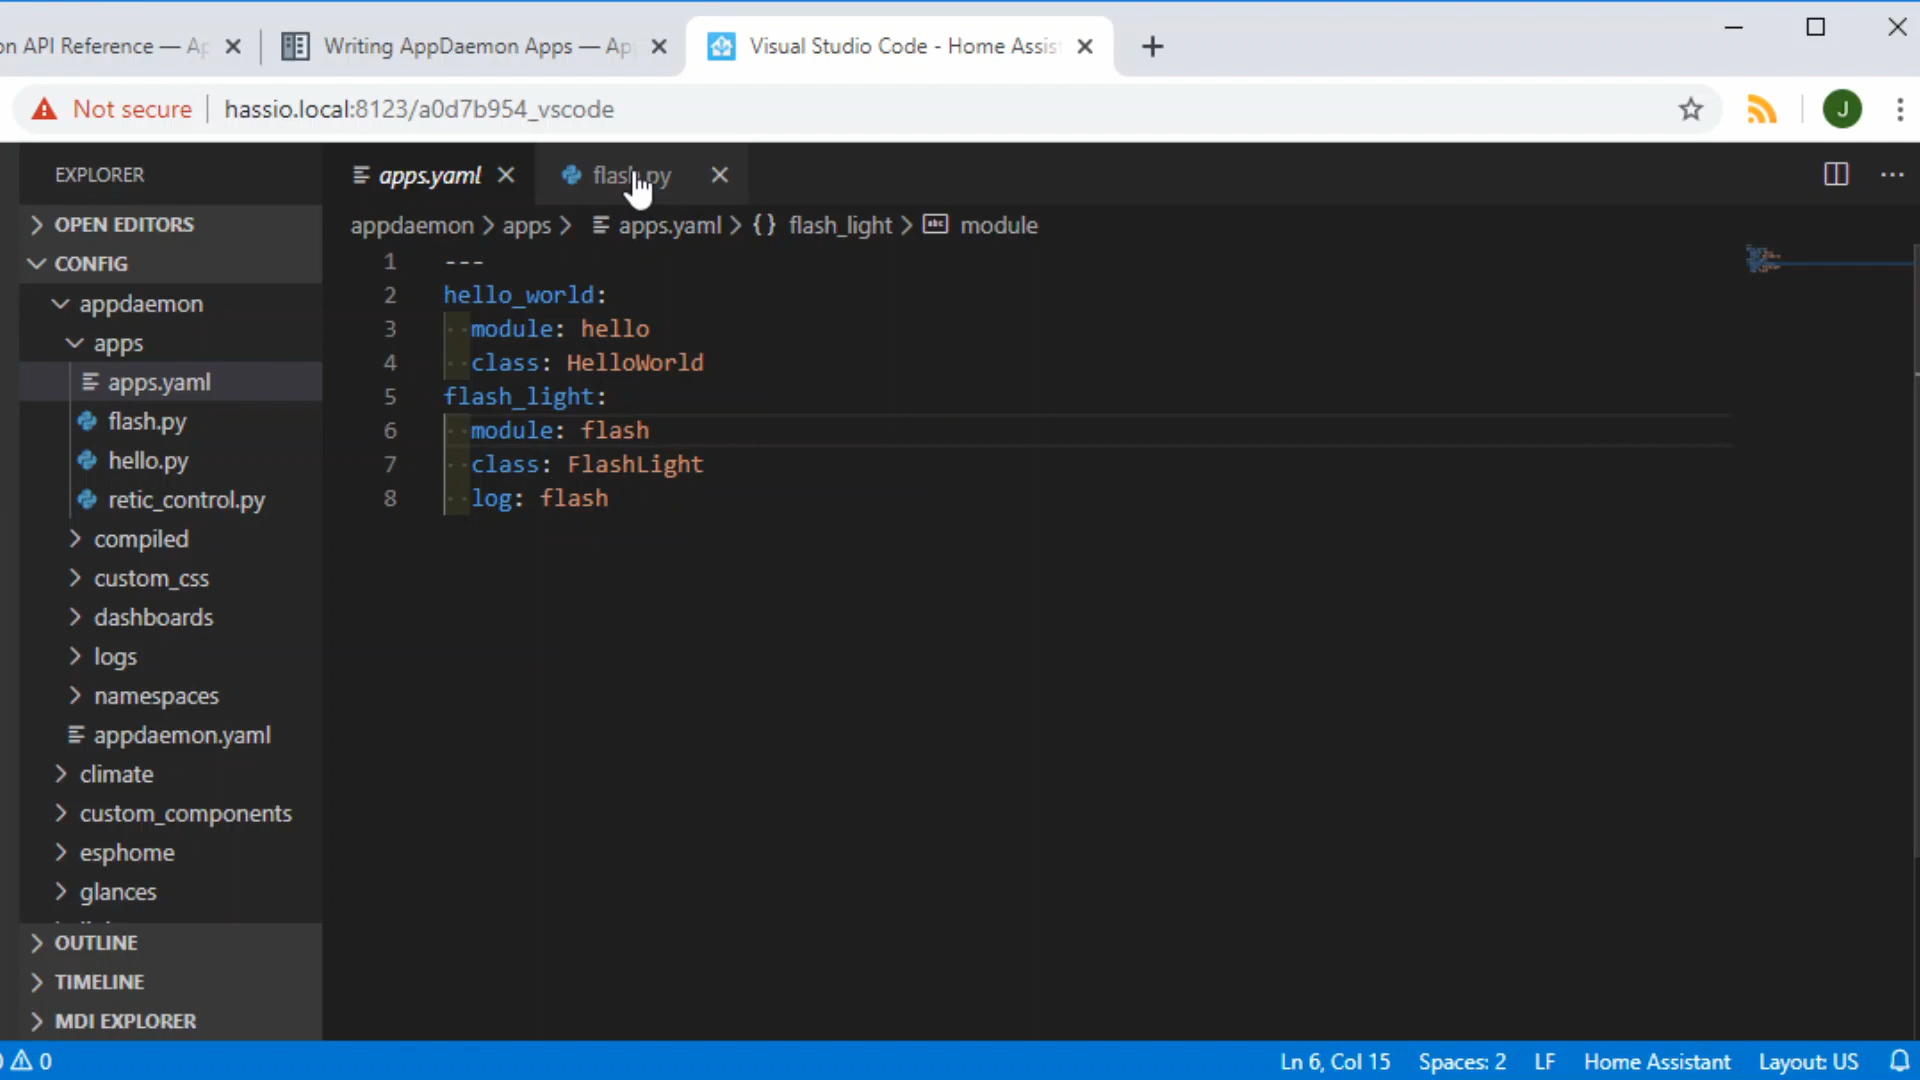 on API Reference — Ap
Writing AppDaemon Apps — Ap
Visual Studio Code - Home Assis
Not secure
hassio.local:8123/a0d7b954_vscode
J
EXPLORER
OPEN EDITORS
CONFIG
appdaemon
apps
apps.yaml
flash.py
hello.py
retic_control.py
compiled
custom_css
dashboards
logs
namespaces
appdaemon.yaml
climate
custom_components
esphome
glances
OUTLINE
TIMELINE
MDI EXPLORER
apps.yaml
flash.py
appdaemon > apps > apps.yaml > {} flash_light > abc module
1 ---
2 hello_world:
3 module: hello
4 class: HelloWorld
5 flash_light:
6 module: flash
7 class: FlashLight
8 log: flash
0
Ln 6, Col 15
Spaces: 2
LF
Home Assistant
Layout: US